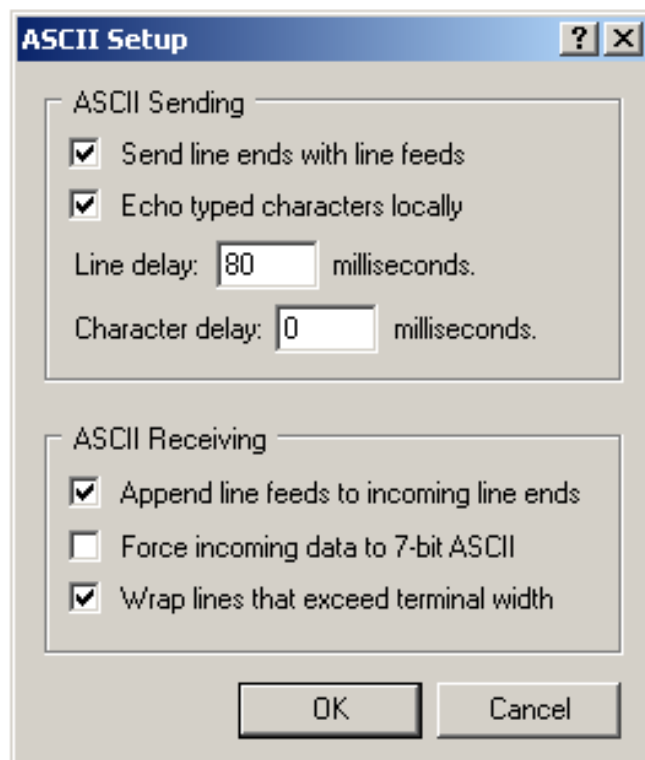 ASCII Setup
?
ASCII Sending
Send line ends with line feeds
Echo typed characters locally
Line delay: 80 milliseconds.
Character delay: 0 milliseconds.
ASCII Receiving
Append line feeds to incoming line ends
Force incoming data to 7-bit ASCII
Wrap lines that exceed terminal width
OK Cancel